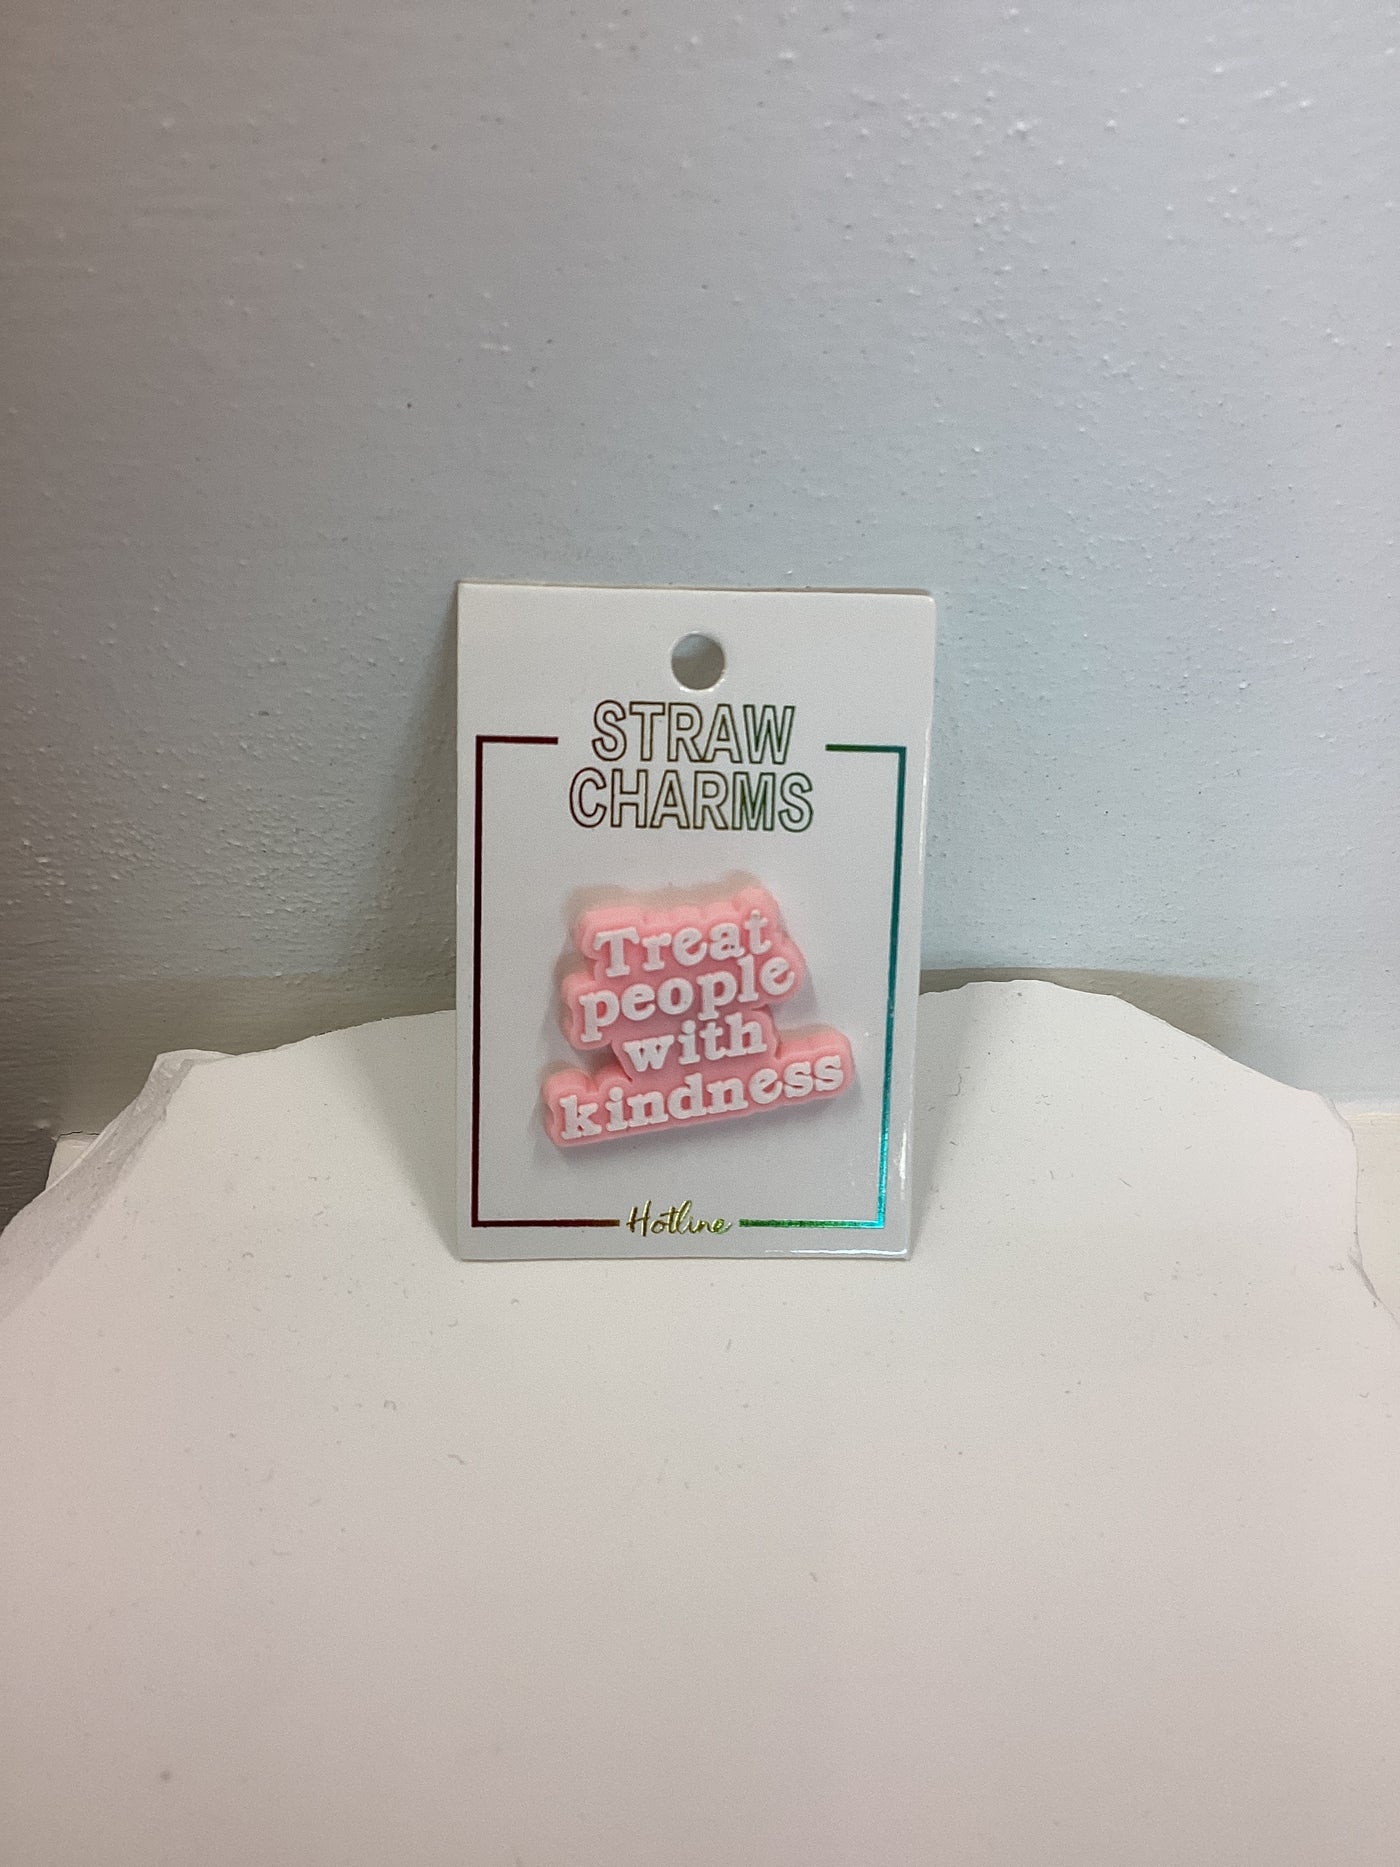 STRAW
CHARMS
Treat
people
with
kindness
Hotline